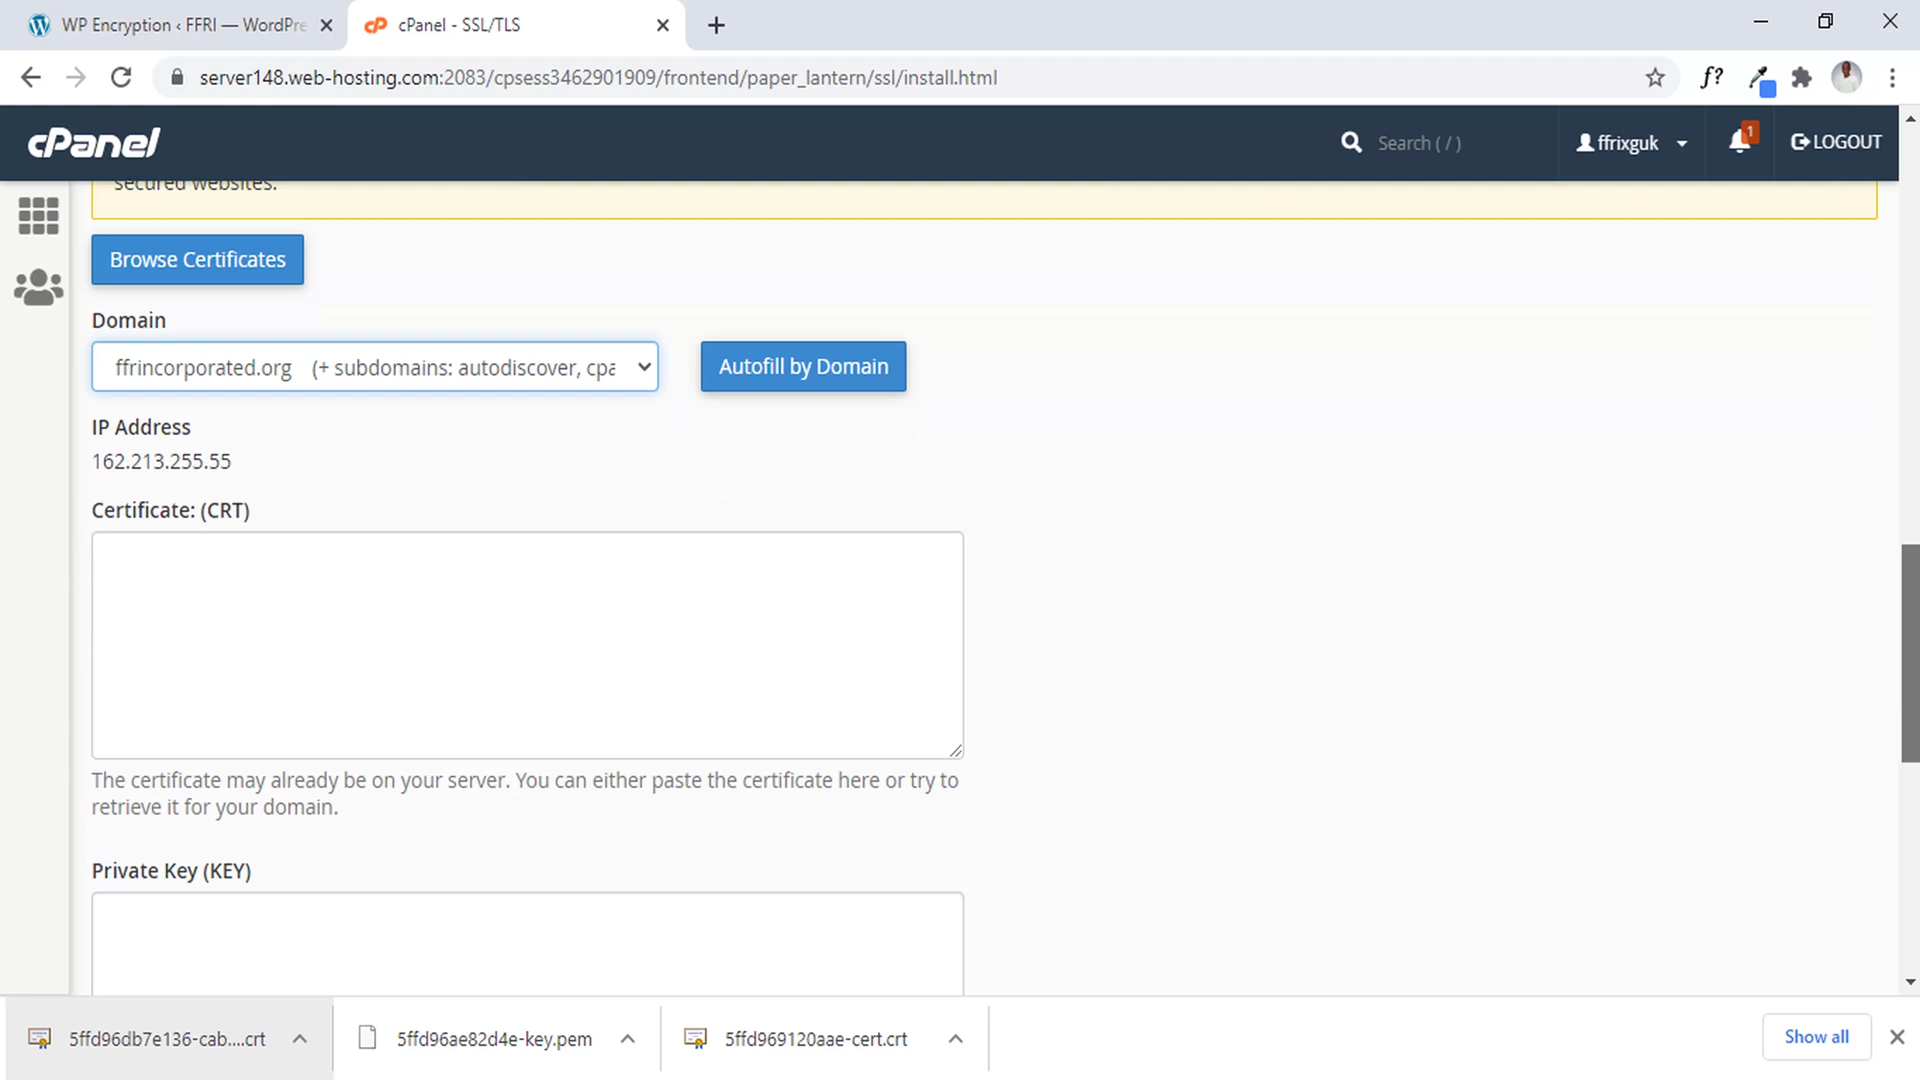 WP Encryption ‹ FFRI — WordPre
cPanel - SSL/TLS
server148.web-hosting.com:2083/cpsess3462901909/frontend/paper_lantern/ssl/install.html
f?
cPanel
Search ( / )
ffrixguk
1
LOGOUT
secured websites.
Browse Certificates
Domain
ffrincorporated.org (+ subdomains: autodiscover, cpa
Autofill by Domain
IP Address
162.213.255.55
Certificate: (CRT)
The certificate may already be on your server. You can either paste the certificate here or try to
retrieve it for your domain.
Private Key (KEY)
5ffd96db7e136-cab....crt
5ffd96ae82d4e-key.pem
5ffd969120aae-cert.crt
Show all